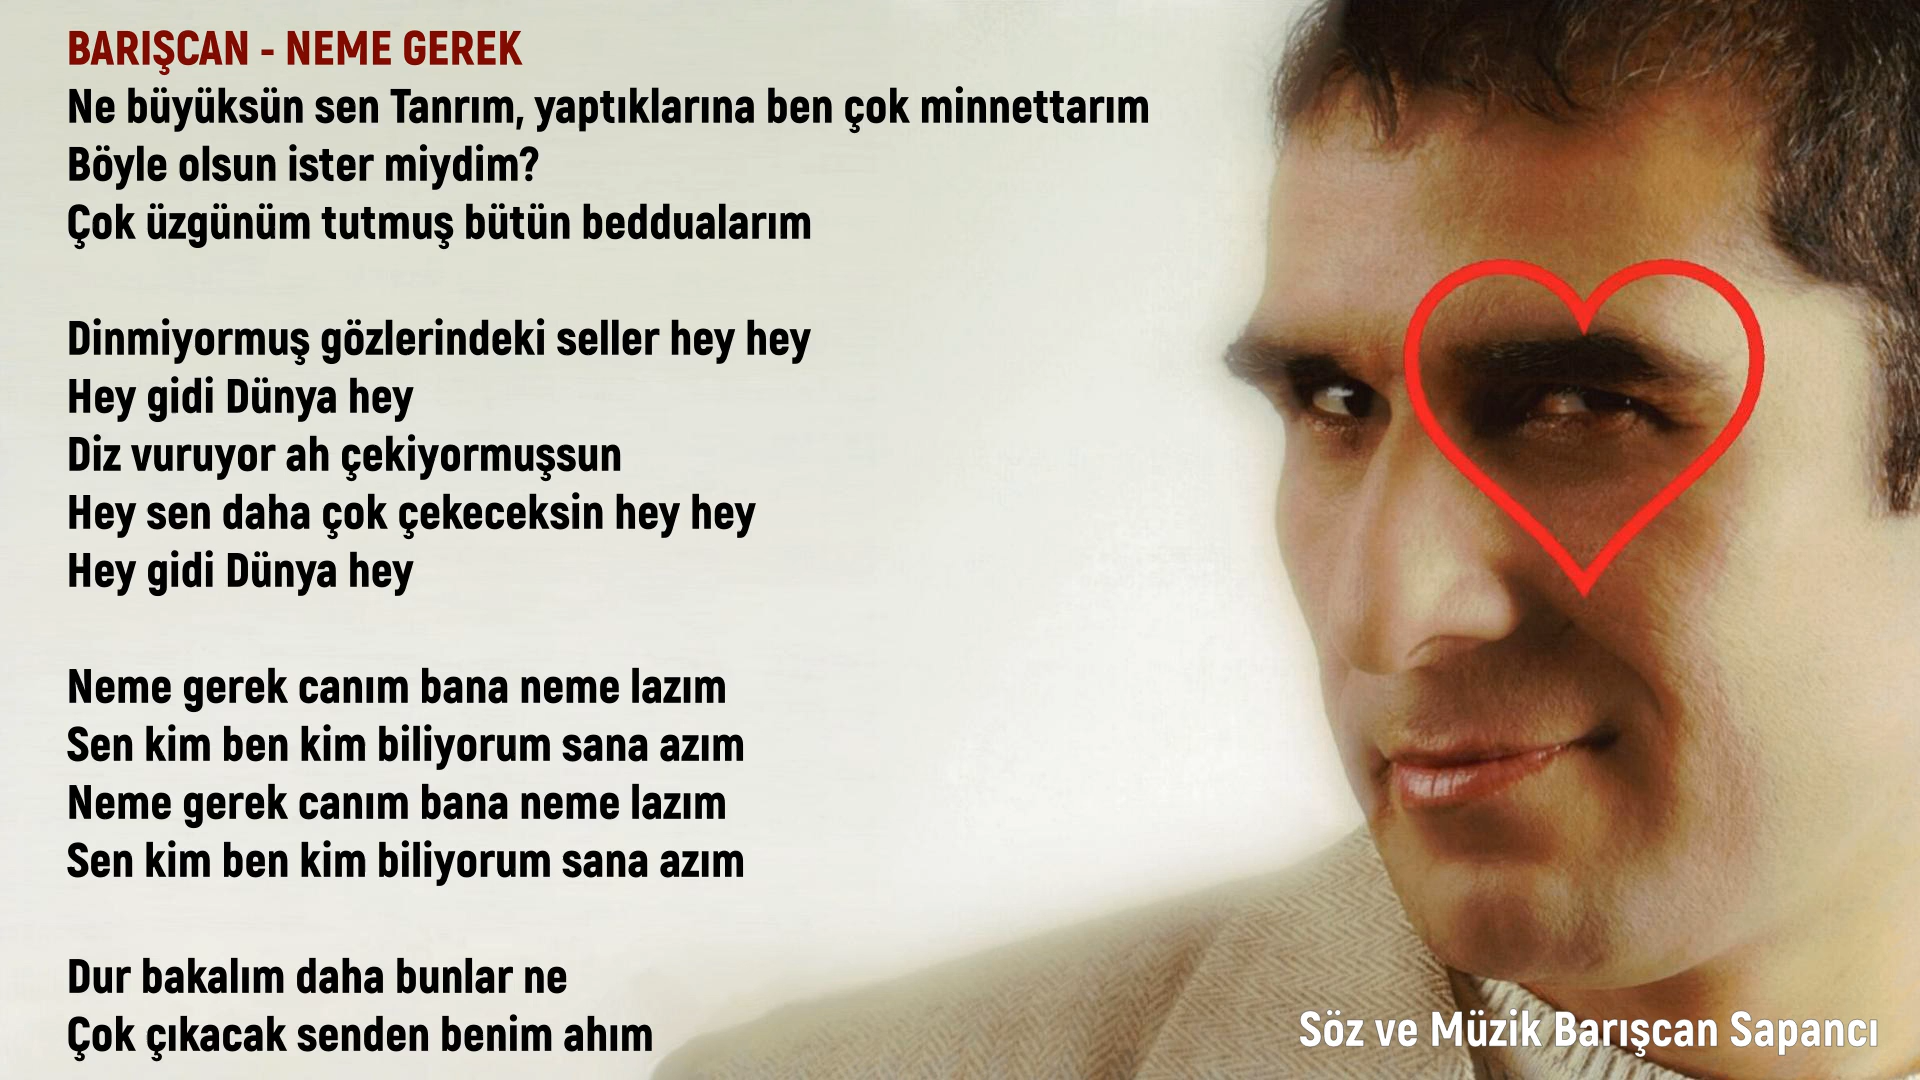 BARIŞCAN - NEME GEREK
Ne büyüksün sen Tanrım, yaptıklarına ben çok minnettarım
Böyle olsun ister miydim?
Çok üzgünüm tutmuş bütün beddualarım
Dinmiyormuş gözlerindeki seller hey hey
Hey gidi Dünya hey
Diz vuruyor ah çekiyormuşsun
Hey sen daha çok çekeceksin hey hey
Hey gidi Dünya hey
Neme gerek canım bana neme lazım
Sen kim ben kim biliyorum sana azım
Neme gerek canım bana neme lazım
Sen kim ben kim biliyorum sana azım
Dur bakalım daha bunlar ne
Çok çıkacak senden benim ahım
Söz ve Müzik Barışcan Sapancı